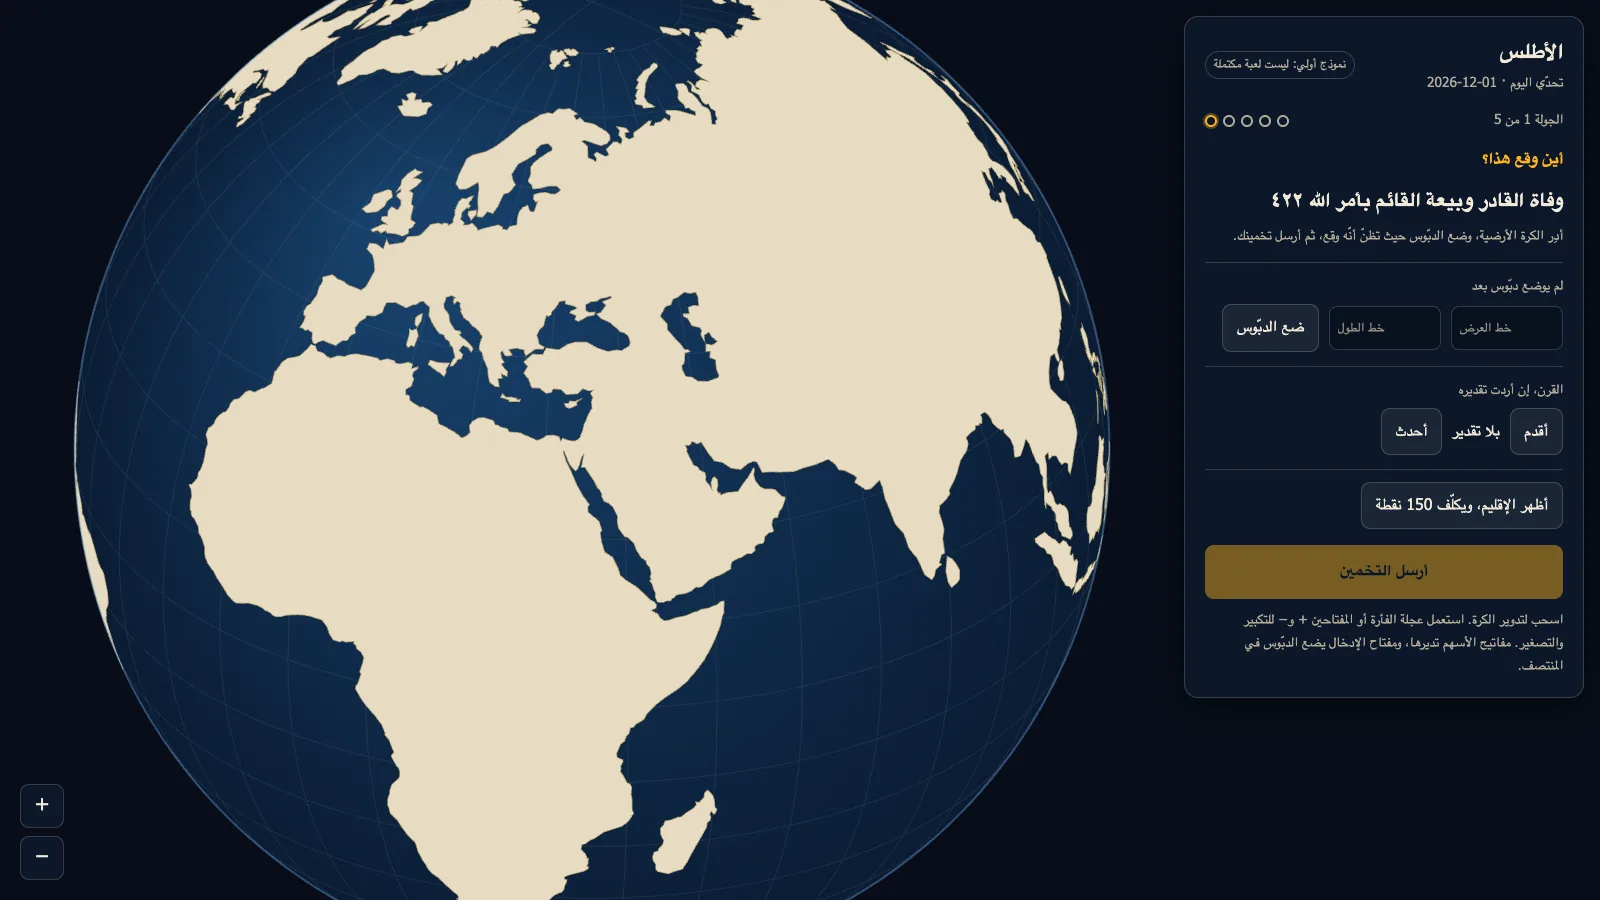 الأطلس
نموذج أولي: ليست لعبة مكتملة
تحدّي اليوم · 2026-12-01
الجولة 1 من 5
أين وقع هذا؟
وفاة القادر وبيعة القائم بأمر الله ٤٢٢
أدِر الكرة الأرضية، وضع الدبّوس حيث تظنّ أنّه وقع، ثم أرسل تخمينك.
لم يوضع دبّوس بعد
خط العرض
خط الطول
ضع الدبّوس
القرن، إن أردت تقديره
أقدم
بلا تقدير
أحدث
أظهر الإقليم، ويكلّف 150 نقطة
أرسل التخمين
اسحب لتدوير الكرة. استعمل عجلة الفأرة أو المفتاحين + و− للتكبير
والتصغير. مفاتيح الأسهم تديرها، ومفتاح الإدخال يضع الدبّوس في
المنتصف.
+
−